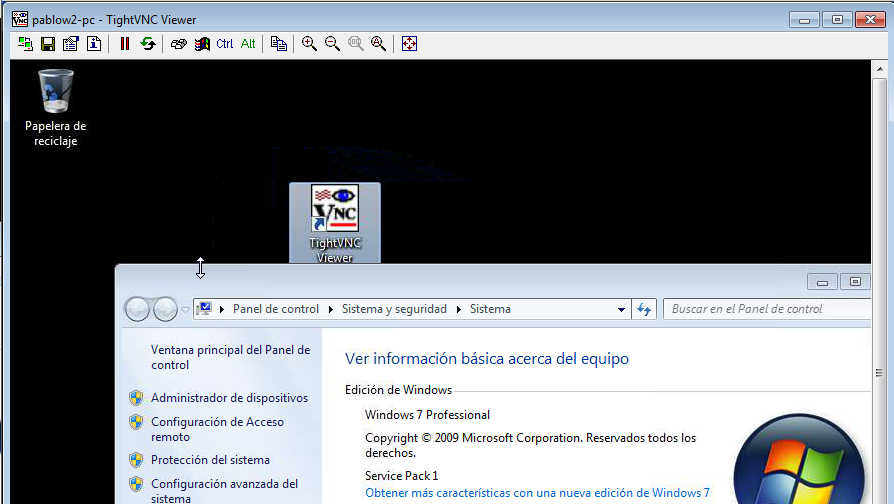 pablow2-pc - TightVNC Viewer
Ctrl Alt
Papelera de
reciclaje
VNC
TightVNC
Viewer
Panel de control Sistema y seguridad Sistema
Buscar en el Panel de control
Ventana principal del Panel de
control
Administrador de dispositivos
Configuración de Acceso
remoto
Protección del sistema
Configuración avanzada del
sistema
Ver información básica acerca del equipo
Edición de Windows
Windows 7 Professional
Copyright © 2009 Microsoft Corporation. Reservados todos los
derechos.
Service Pack 1
Obtener más características con una nueva edición de Windows 7